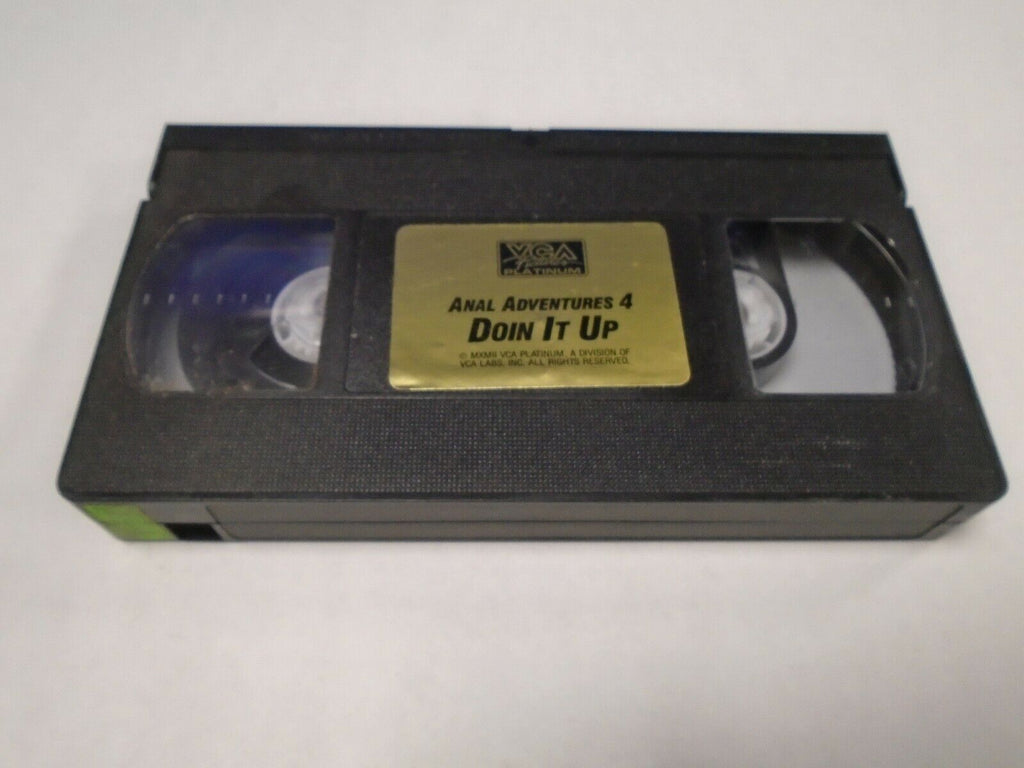 VCA
PLATINUM
ANAL ADVENTURES 4
DOIN IT UP
© MXMII VCA PLATINUM A DIVISION OF
VCA LABS, INC. ALL RIGHTS RESERVED.